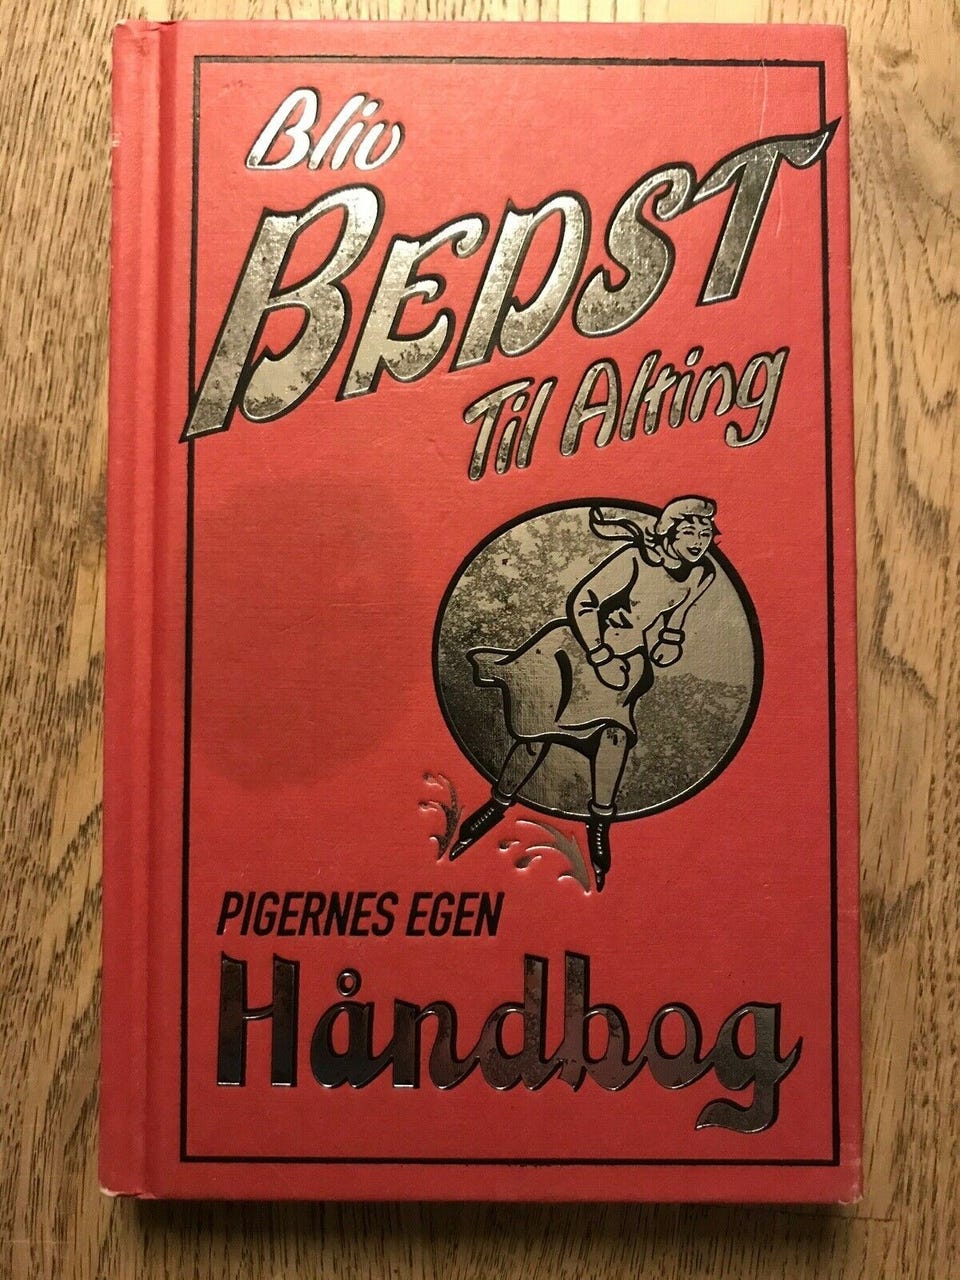 Bliv
BEDST
Til Alting
PIGERNES EGEN
Håndbog